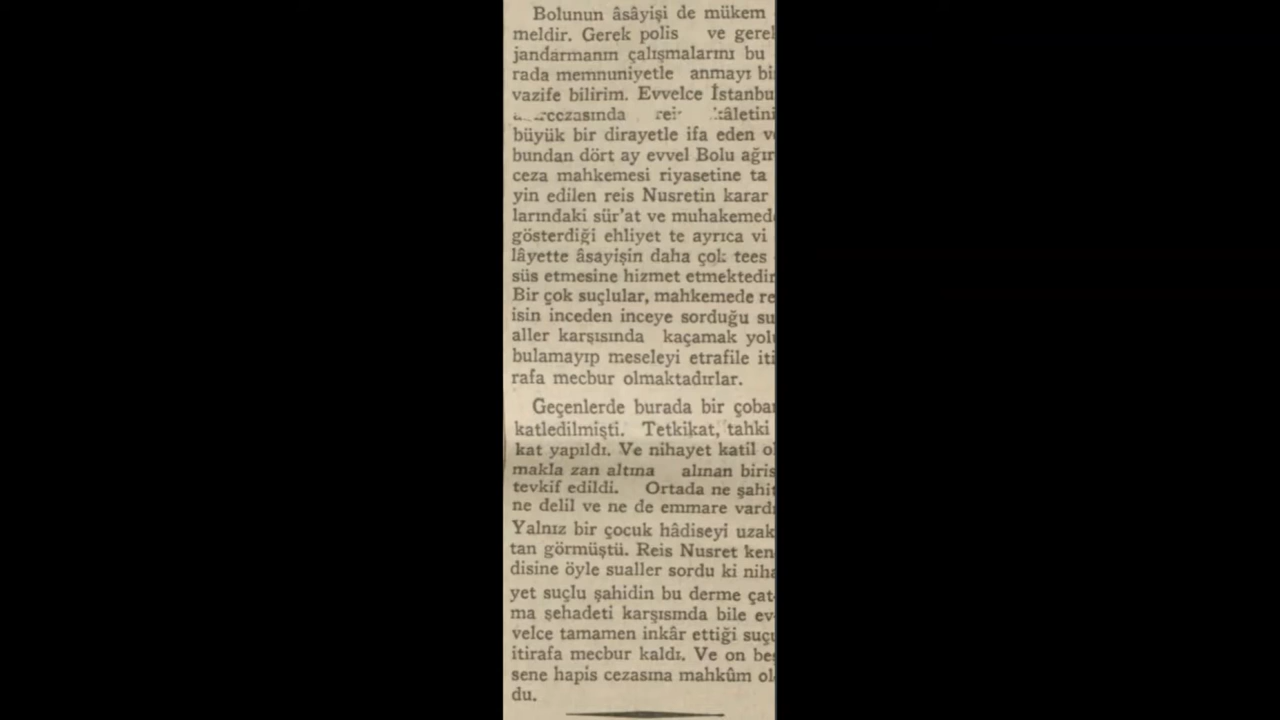 Bolunun âsâyişi de mükem
meldir. Gerek polis ve gerek
jandarmanın çalışmalarını bu
rada memnuniyetle anmayı bi
vazife bilirim. Evvelce İstanbu
büyük bir dirayetle ifa eden ve
bundan dört ay evvel Bolu ağır
ceza mahkemesi riyasetine ta
yin edilen reis Nusretin karar
larındaki sür'at ve muhakemede
gösterdiği ehliyet te ayrıca vi
lâyette âsayişin daha çok tees
süs etmesine hizmet etmektedir
Bir çok suçlular, mahkemede re
isin inceden inceye sorduğu su
aller karşısında kaçamak yolu
bulamayıp meseleyi etrafile iti
rafa mecbur olmaktadırlar.
Geçenlerde burada bir çoban
katledilmişti. Tetkikat, tahki
kat yapıldı. Ve nihayet katil ol
makla zan altına alınan biris
tevkif edildi. Ortada ne şahit
ne delil ve ne de emmare vardı
Yalnız bir çocuk hâdiseyi uzak
tan görmüştü. Reis Nusret ken
disine öyle sualler sordu ki niha
yet suçlu şahidin bu derme çat-
ma şehadeti karşısında bile ev-
velce tamamen inkâr ettiği suçu
itirafa mecbur kaldı. Ve on beş
sene hapis cezasına mahkûm ol
du.